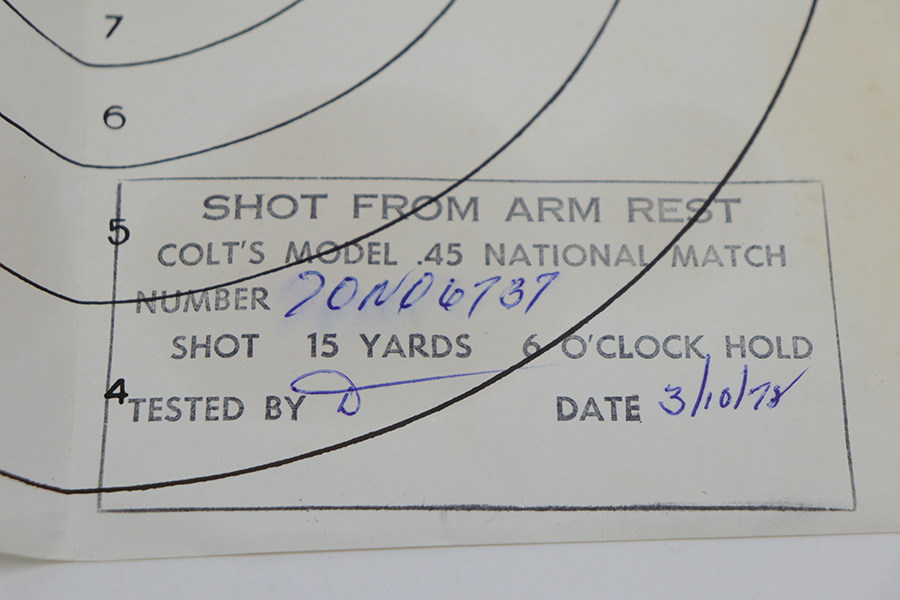 7
6
SHOT FROM ARM REST
5
COLT'S MODEL .45 NATIONAL MATCH
NUMBER 70N06737
SHOT 15 YARDS 6 O'CLOCK HOLD
4
TESTED BY D DATE 3/10/78